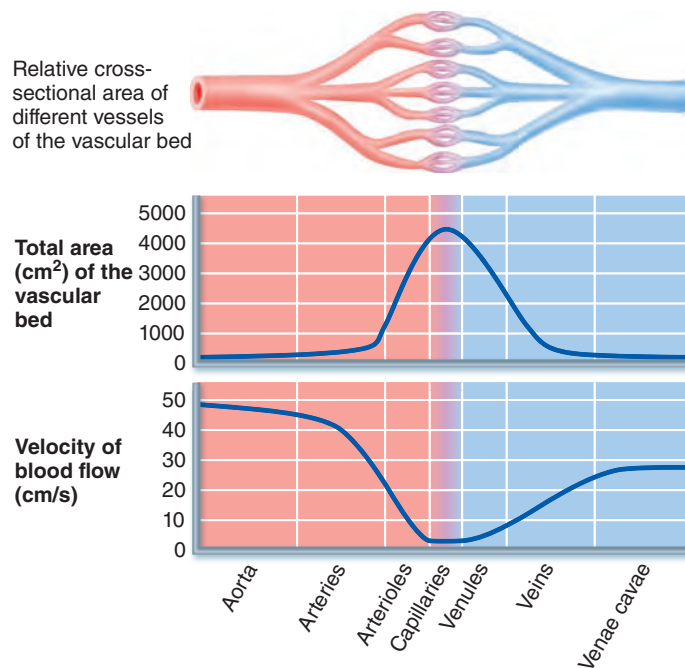 Relative cross-
sectional area of
different vessels
of the vascular bed
Total area
(cm²) of the
vascular
bed
5000
4000
3000
2000
1000
0
Velocity of
blood flow
(cm/s)
50
40
30
20
10
0
Aorta
Arteries
Arterioles
Capillaries
Venules
Veins
Venae cavae